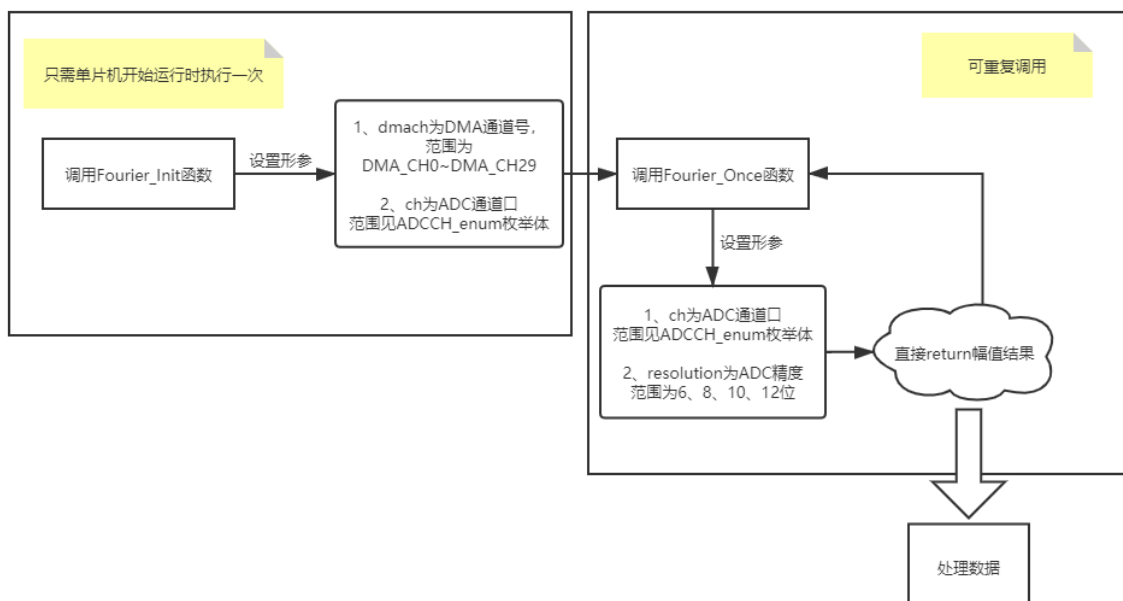 只需单片机开始运行时执行一次
调用Fourier_Init函数
设置形参
1、dmach为DMA通道号，
范围为
DMA_CH0~DMA_CH29
2、ch为ADC通道口
范围见ADCCH_enum枚举体
可重复调用
调用Fourier_Once函数
设置形参
1、ch为ADC通道口
范围见ADCCH_enum枚举体
2、resolution为ADC精度
范围为6、8、10、12位
直接return幅值结果
处理数据